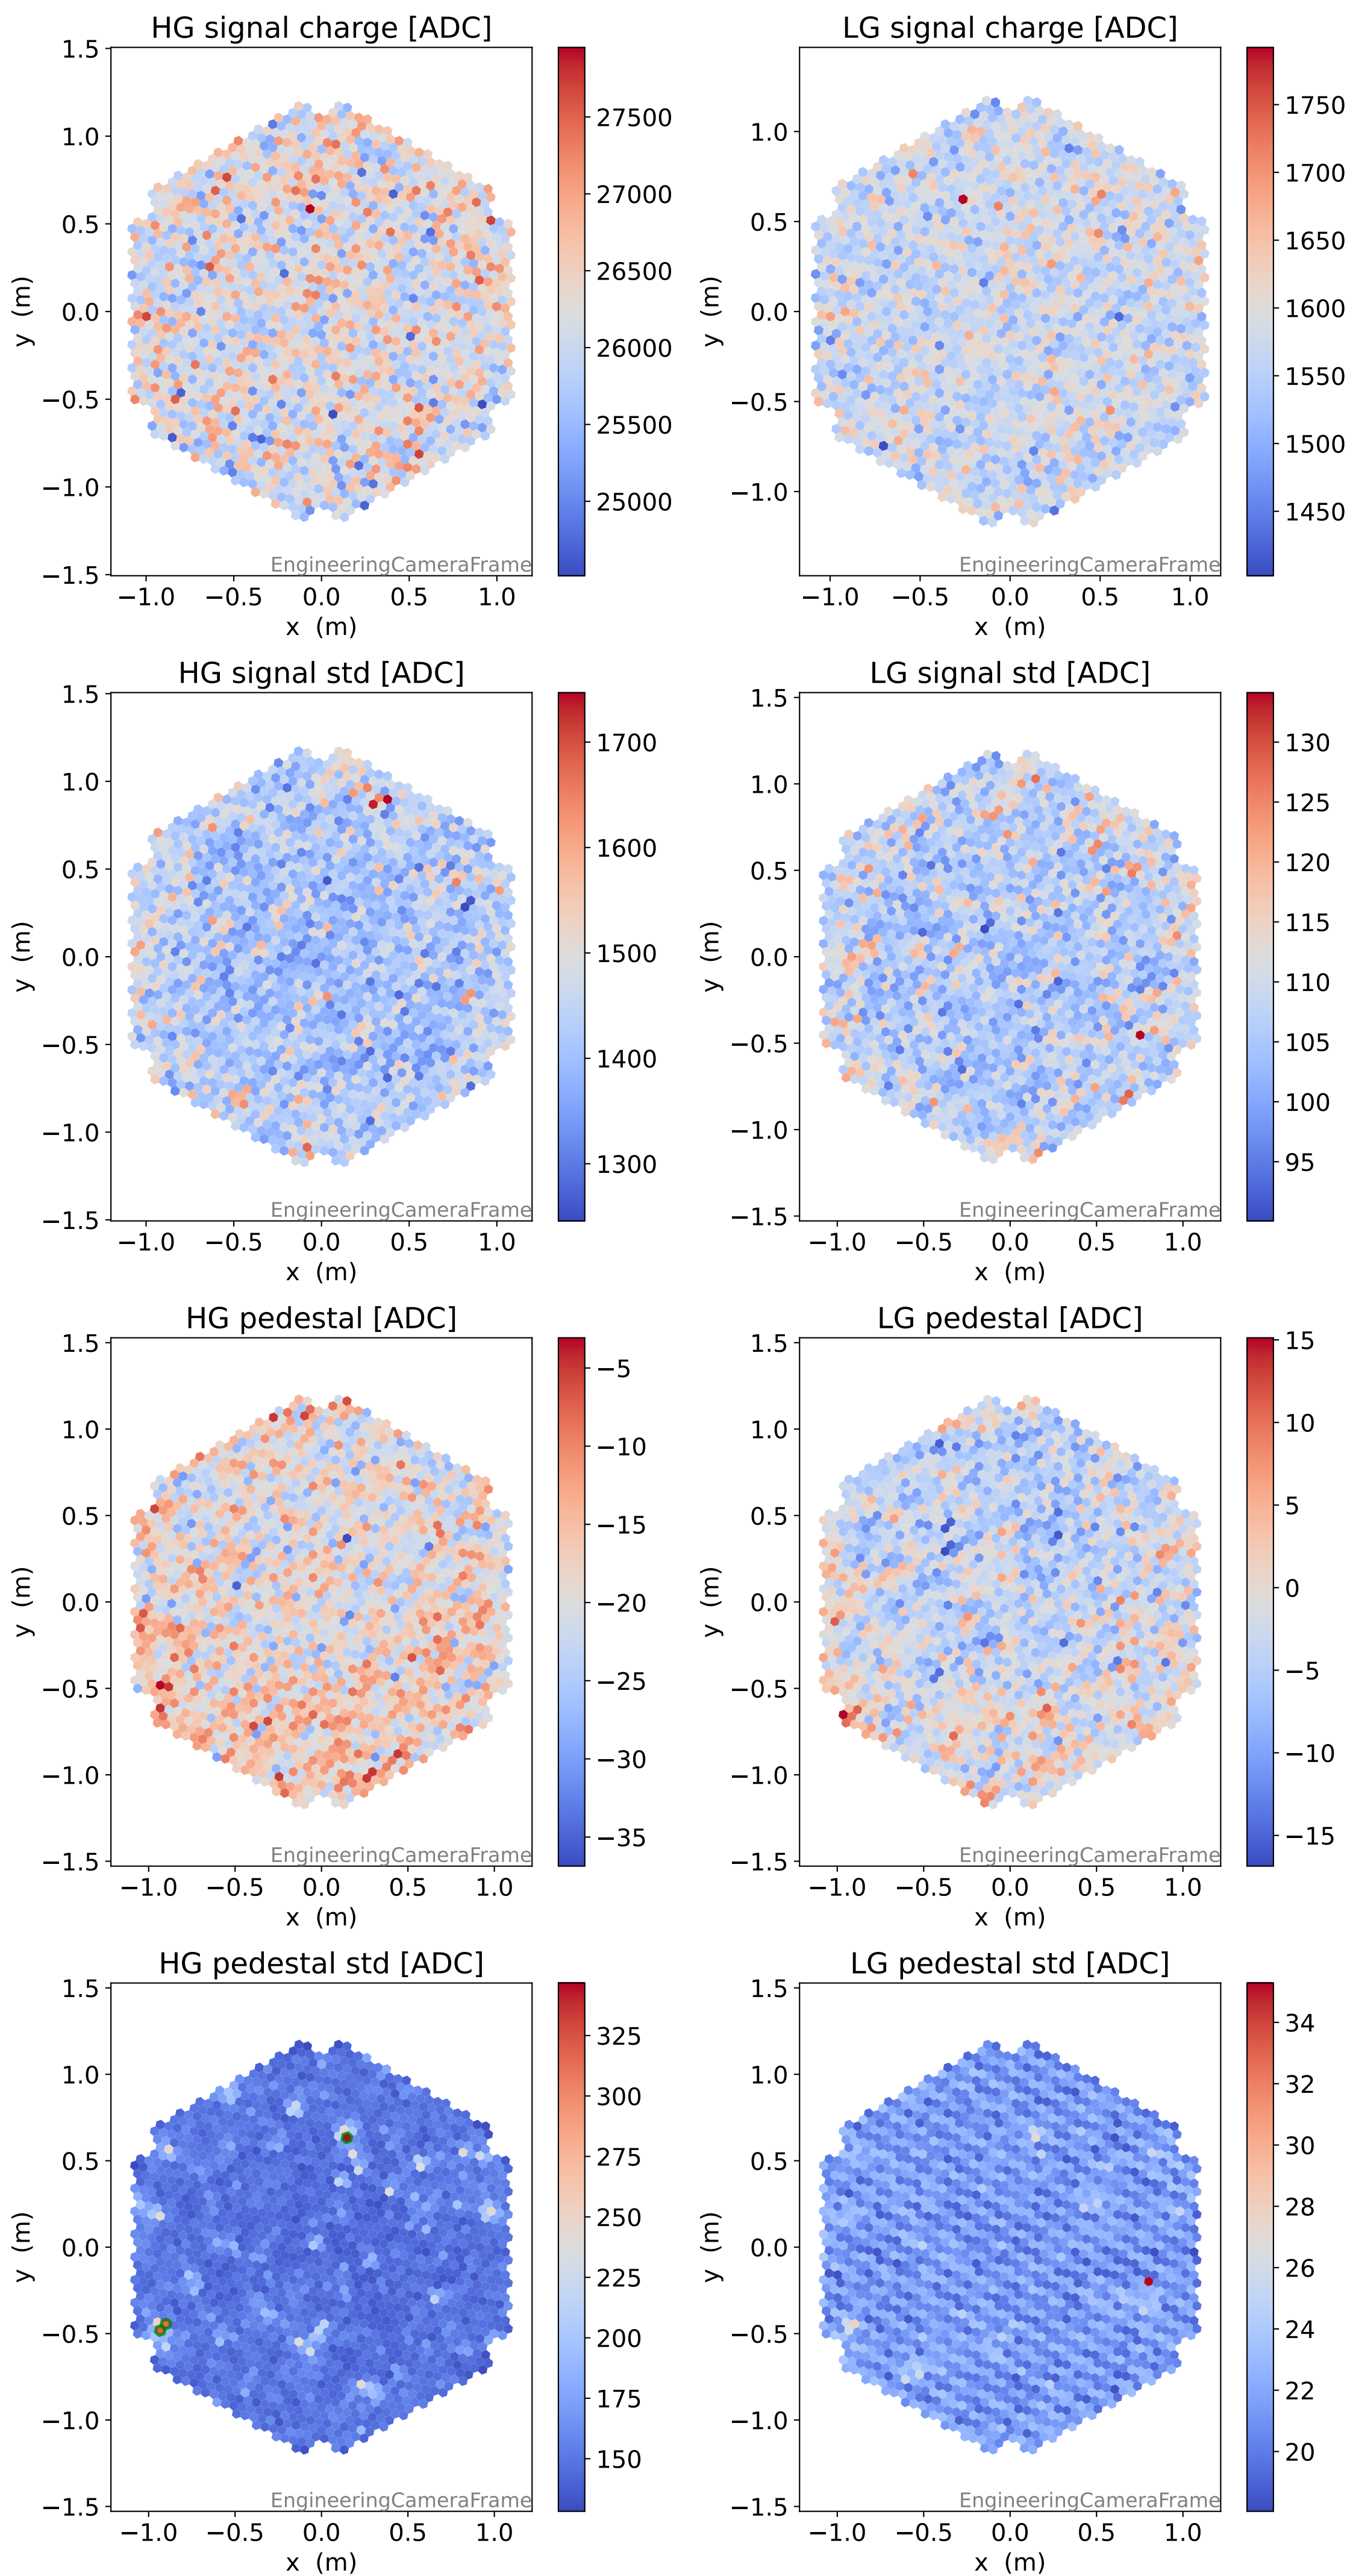 HG signal charge [ADC]
1.5
1.0
0.5
0.0
−0.5
−1.0
−1.5
y (m)
EngineeringCameraFrame
−1.0 −0.5 0.0 0.5 1.0
x (m)
27500
27000
26500
26000
25500
25000
LG signal charge [ADC]
1.0
0.5
0.0
−0.5
−1.0
y (m)
EngineeringCameraFrame
−1.0 −0.5 0.0 0.5 1.0
x (m)
1750
1700
1650
1600
1550
1500
1450
HG signal std [ADC]
1.5
1.0
0.5
0.0
−0.5
−1.0
−1.5
y (m)
EngineeringCameraFrame
−1.0 −0.5 0.0 0.5 1.0
x (m)
1700
1600
1500
1400
1300
LG signal std [ADC]
1.5
1.0
0.5
0.0
−0.5
−1.0
−1.5
y (m)
EngineeringCameraFrame
−1.0 −0.5 0.0 0.5 1.0
x (m)
130
125
120
115
110
105
100
95
HG pedestal [ADC]
1.5
1.0
0.5
0.0
−0.5
−1.0
−1.5
y (m)
EngineeringCameraFrame
−1.0 −0.5 0.0 0.5 1.0
x (m)
−5
−10
−15
−20
−25
−30
−35
LG pedestal [ADC]
1.5
1.0
0.5
0.0
−0.5
−1.0
−1.5
y (m)
EngineeringCameraFrame
−1.0 −0.5 0.0 0.5 1.0
x (m)
15
10
5
0
−5
−10
−15
HG pedestal std [ADC]
1.5
1.0
0.5
0.0
−0.5
−1.0
−1.5
y (m)
EngineeringCameraFrame
−1.0 −0.5 0.0 0.5 1.0
x (m)
325
300
275
250
225
200
175
150
LG pedestal std [ADC]
1.5
1.0
0.5
0.0
−0.5
−1.0
−1.5
y (m)
EngineeringCameraFrame
−1.0 −0.5 0.0 0.5 1.0
x (m)
34
32
30
28
26
24
22
20